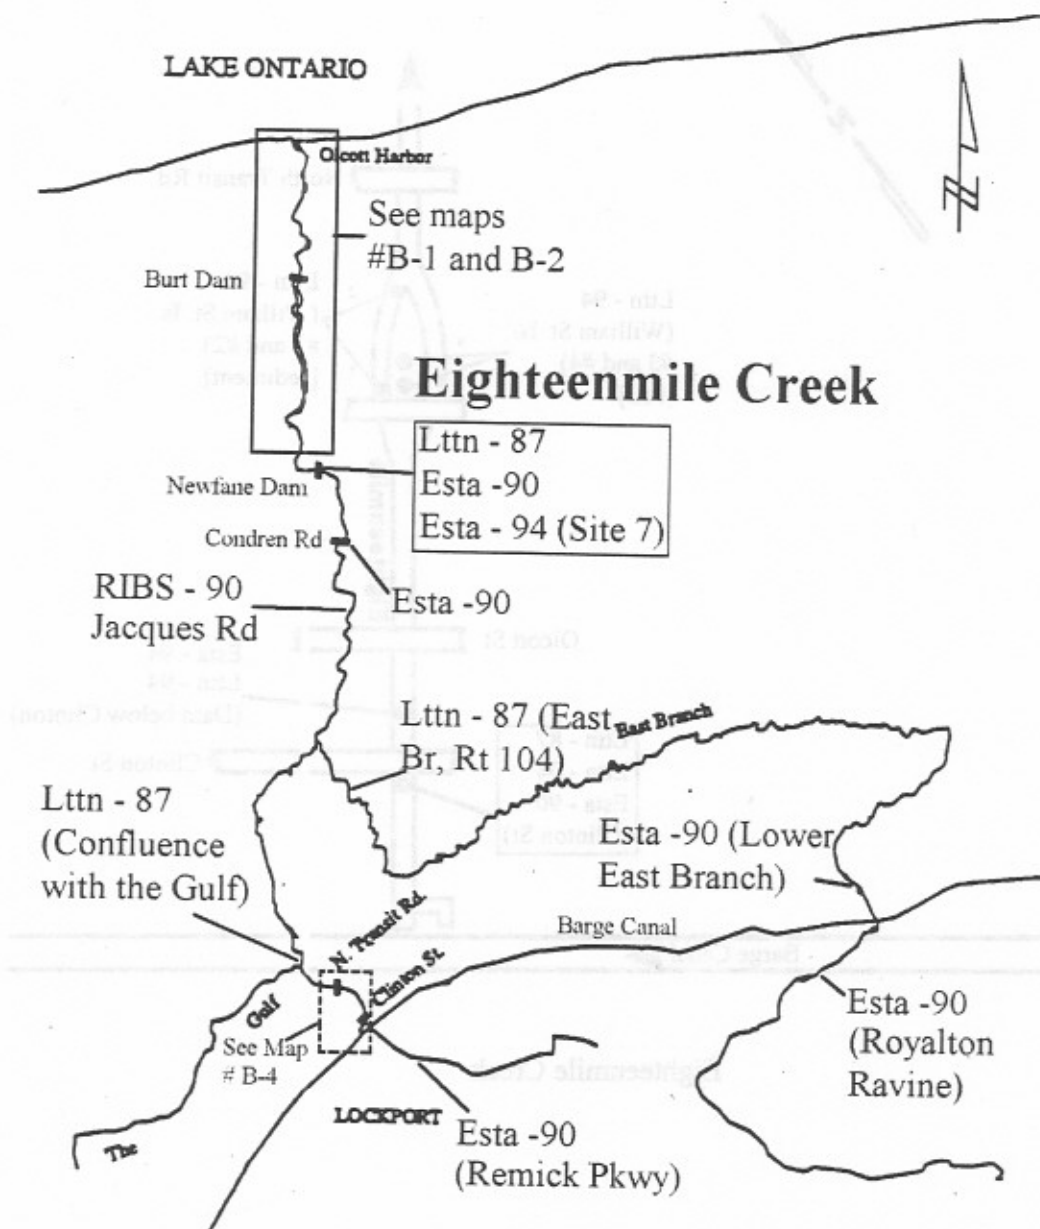 LAKE ONTARIO
Olcott Harbor
See maps
#B-1 and B-2
Burt Dam
Eighteenmile Creek
Lttn - 87
Esta -90
Esta - 94 (Site 7)
Newfane Dam
Condren Rd
RIBS - 90
Jacques Rd
Esta -90
Lttn - 87 (East
Br, Rt 104)
East Branch
Lttn - 87
(Confluence
with the Gulf)
Esta -90 (Lower
East Branch)
N. Transit Rd.
Clinton St.
Barge Canal
Gulf
See Map
# B-4
Esta -90
(Royalton
Ravine)
LOCKPORT
Esta -90
(Remick Pkwy)
The
N